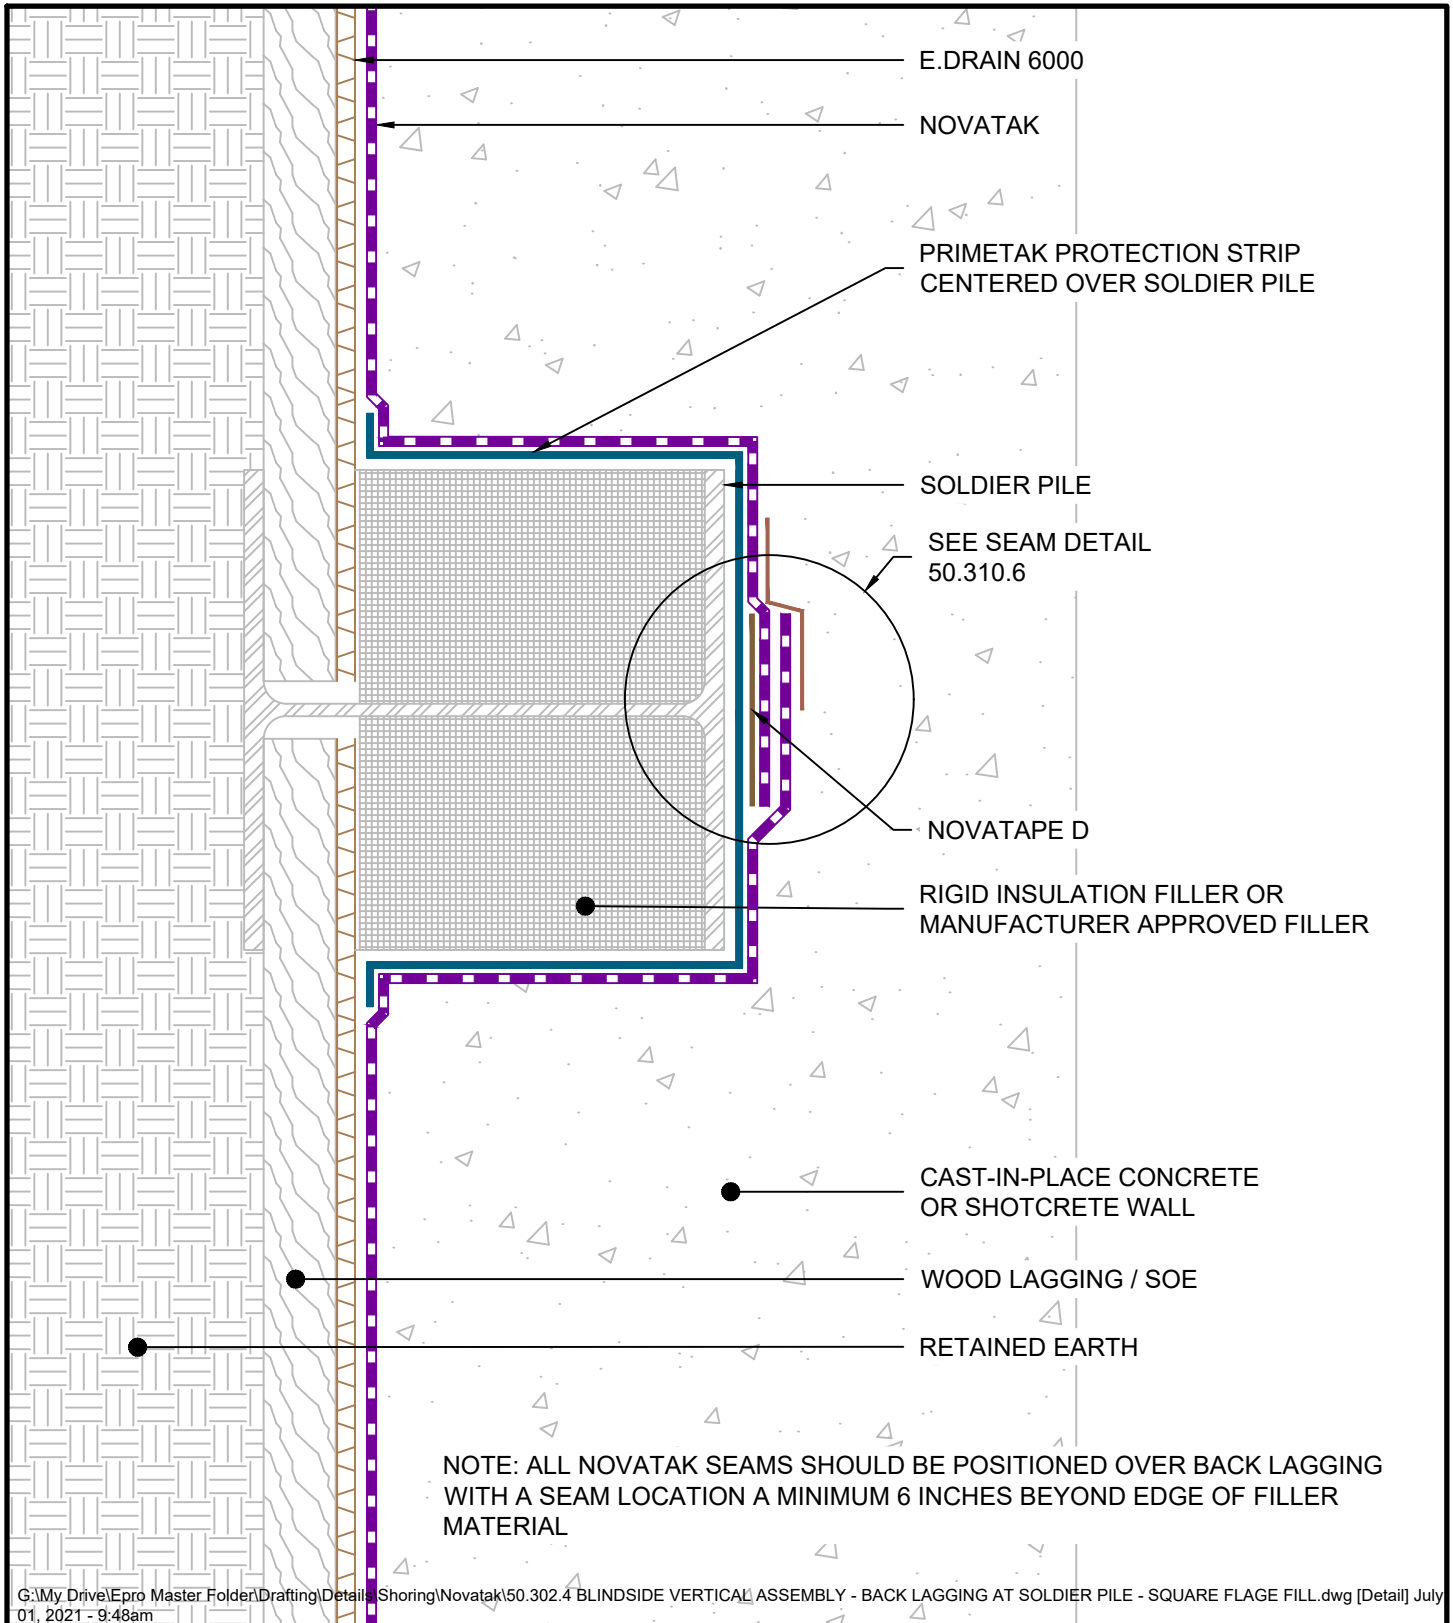 E.DRAIN 6000
NOVATAK
PRIMETAK PROTECTION STRIP
CENTERED OVER SOLDIER PILE
SOLDIER PILE
SEE SEAM DETAIL
50.310.6
NOVATAPE D
RIGID INSULATION FILLER OR
MANUFACTURER APPROVED FILLER
CAST-IN-PLACE CONCRETE
OR SHOTCRETE WALL
WOOD LAGGING / SOE
RETAINED EARTH
NOTE: ALL NOVATAK SEAMS SHOULD BE POSITIONED OVER BACK LAGGING
WITH A SEAM LOCATION A MINIMUM 6 INCHES BEYOND EDGE OF FILLER
MATERIAL
G:\My Drive\Epro Master Folder\Drafting\Details\Shoring\Novatak\50.302.4 BLINDSIDE VERTICAL ASSEMBLY - BACK LAGGING AT SOLDIER PILE - SQUARE FLAGE FILL.dwg [Detail] July
01, 2021 - 9:48am